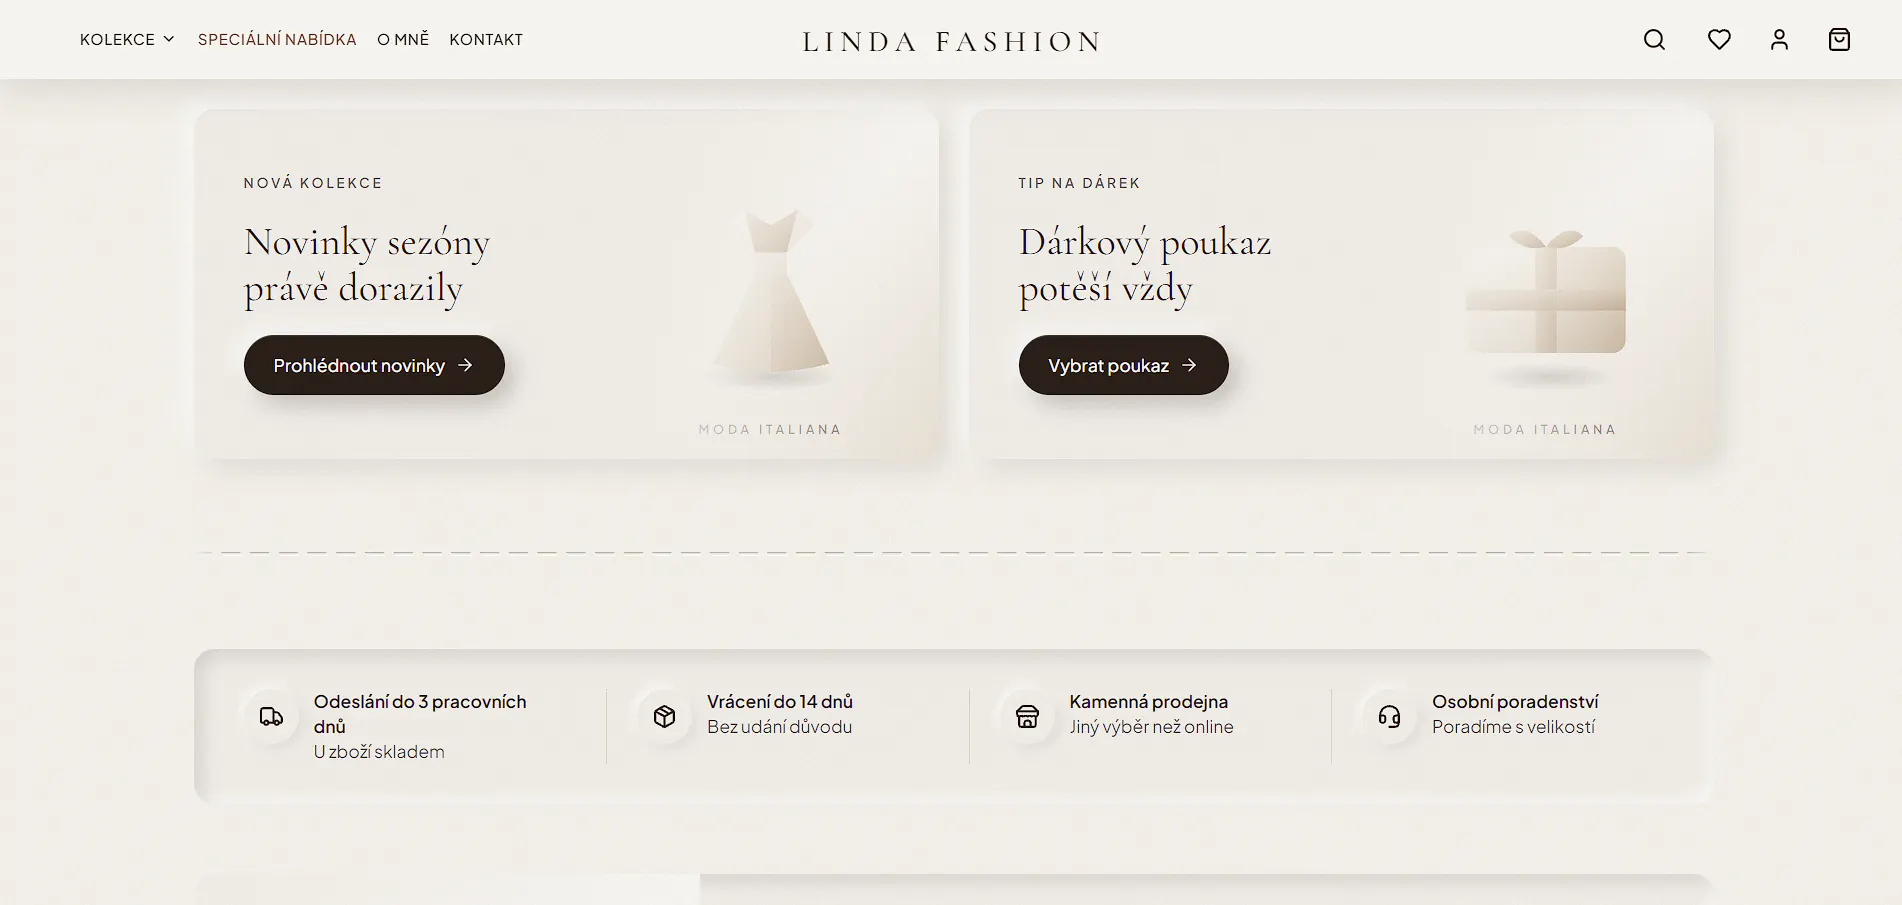 KOLEKCE
SPECIÁLNÍ NABÍDKA
O MNĚ
KONTAKT
LINDA FASHION
NOVÁ KOLEKCE
Novinky sezóny
právě dorazily
Prohlédnout novinky
MODA ITALIANA
TIP NA DÁREK
Dárkový poukaz
potěší vždy
Vybrat poukaz
MODA ITALIANA
Odeslání do 3 pracovních
dnů
U zboží skladem
Vrácení do 14 dnů
Bez udání důvodu
Kamenná prodejna
Jiný výběr než online
Osobní poradenství
Poradíme s velikostí